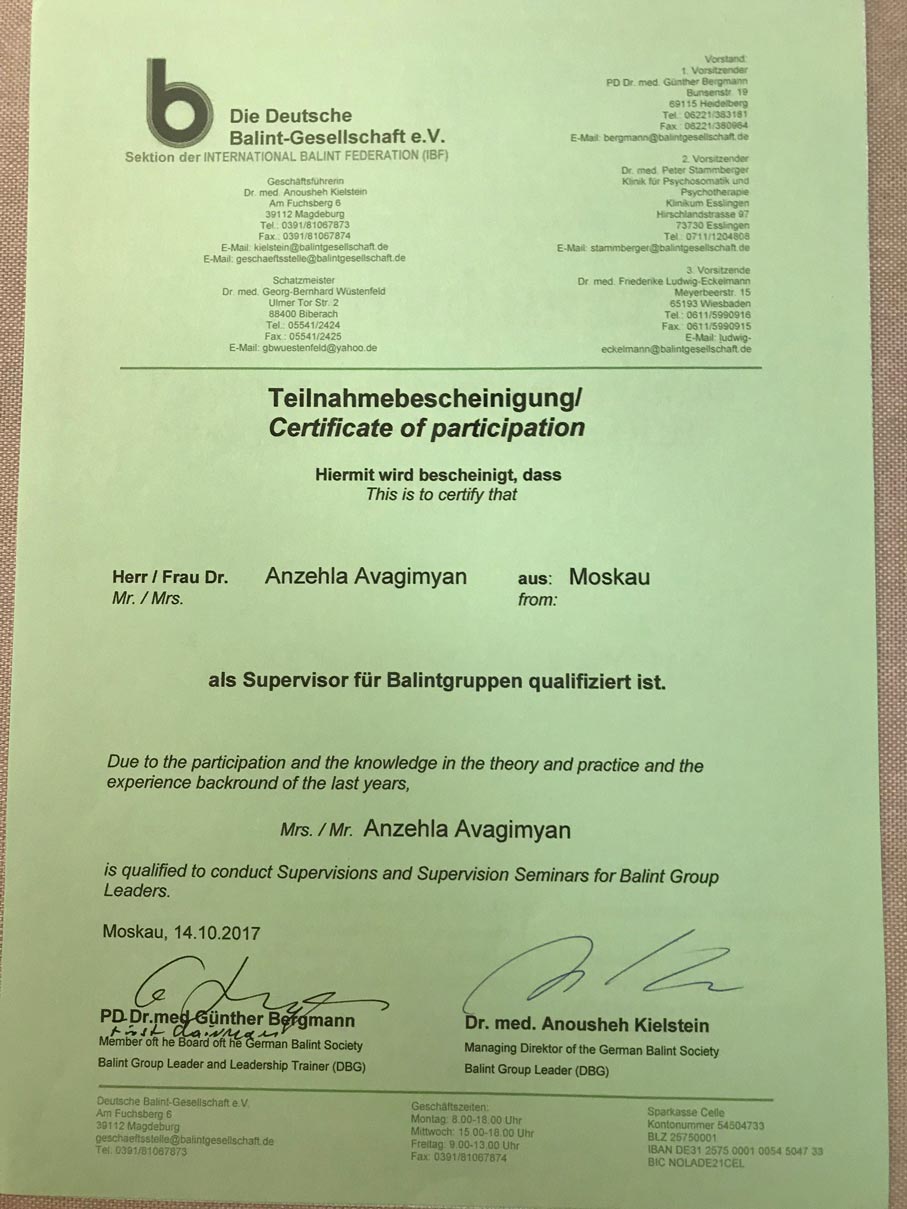 b
Die Deutsche
Balint-Gesellschaft e.V.
Sektion der INTERNATIONAL BALINT FEDERATION (IBF)
Geschäftsführerin
Dr. med. Anousheh Kielstein
Am Fuchsberg 6
39112 Magdeburg
Tel.: 0391/81067873
Fax.: 0391/81067874
E-Mail: kielstein@balintgesellschaft.de
E-Mail: geschaeftsstelle@balintgesellschaft.de
Schatzmeister
Dr. med. Georg-Bernhard Wüstenfeld
Ulmer Tor Str. 2
88400 Biberach
Tel.: 05541/2424
Fax.: 05541/2425
E-Mail: gbwuestenfeld@yahoo.de
Vorstand:
1. Vorsitzender
PD Dr. med. Günther Bergmann
Bunsenstr. 19
69115 Heidelberg
Tel.: 06221/383181
Fax.: 06221/380964
E-Mail: bergmann@balintgesellschaft.de
2. Vorsitzender
Dr. med. Peter Stammberger
Klinik für Psychosomatik und
Psychotherapie
Klinikum Esslingen
Hirschlandstrasse 97
73730 Esslingen
Tel.: 0711/1204808
E-Mail: stammberger@balintgesellschaft.de
3. Vorsitzende
Dr. med. Friederike Ludwig-Eckelmann
Meyerbeerstr. 15
65193 Wiesbaden
Tel.: 0611/5990916
Fax.: 0611/5990915
E-Mail: ludwig-
eckelmann@balintgesellschaft.de
Teilnahmebescheinigung/
Certificate of participation
Hiermit wird bescheinigt, dass
This is to certify that
Herr / Frau Dr. Anzehla Avagimyan aus: Moskau
Mr. / Mrs. from:
als Supervisor für Balintgruppen qualifiziert ist.
Due to the participation and the knowledge in the theory and practice and the
experience backround of the last years,
Mrs. / Mr. Anzehla Avagimyan
is qualified to conduct Supervisions and Supervision Seminars for Balint Group
Leaders.
Moskau, 14.10.2017
PD Dr.med Günther Bergmann
first
Member oft he Board oft he German Balint Society
Balint Group Leader and Leadership Trainer (DBG)
Dr. med. Anousheh Kielstein
Managing Direktor of the German Balint Society
Balint Group Leader (DBG)
Deutsche Balint-Gesellschaft e.V.
Am Fuchsberg 6
39112 Magdeburg
geschaeftsstelle@balintgesellschaft.de
Tel. 0391/81067873
Geschäftszeiten:
Montag: 8.00-18.00 Uhr
Mittwoch: 15.00-18.00 Uhr
Freitag: 9.00-13.00 Uhr
Fax: 0391/81067874
Sparkasse Celle
Kontonummer 54504733
BLZ 25750001
IBAN DE31 2575 0001 0054 5047 33
BIC NOLADE21CEL